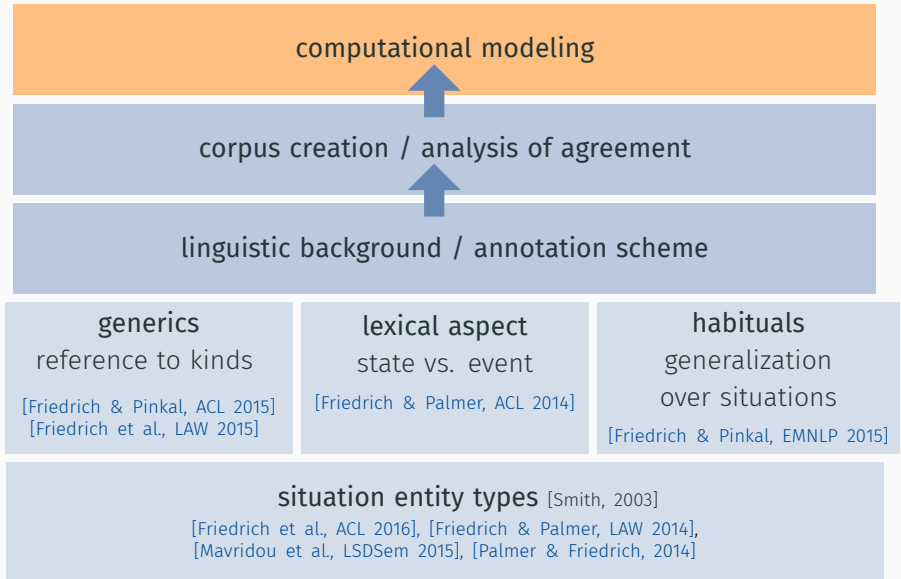 computational modeling
corpus creation / analysis of agreement
linguistic background / annotation scheme
generics
reference to kinds
[Friedrich & Pinkal, ACL 2015]
[Friedrich et al., LAW 2015]
lexical aspect
state vs. event
[Friedrich & Palmer, ACL 2014]
habituals
generalization
over situations
[Friedrich & Pinkal, EMNLP 2015]
situation entity types [Smith, 2003]
[Friedrich et al., ACL 2016], [Friedrich & Palmer, LAW 2014],
[Mavridou et al., LSDSem 2015], [Palmer & Friedrich, 2014]